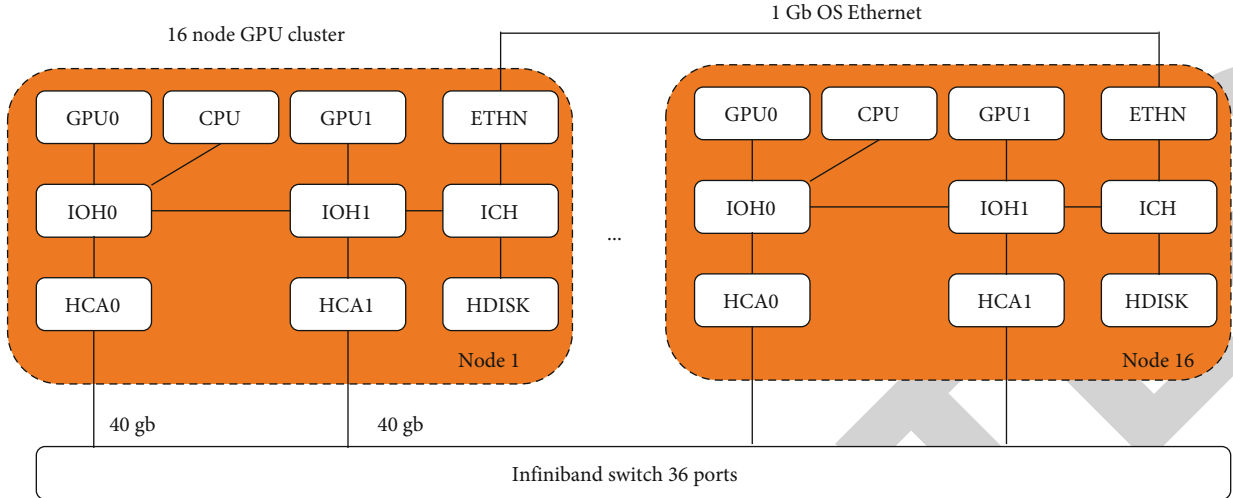 1 Gb OS Ethernet
16 node GPU cluster
GPU0 CPU GPU1 ETHN
IOH0 IOH1 ICH
HCA0 HCA1 HDISK
Node 1
...
GPU0 CPU GPU1 ETHN
IOH0 IOH1 ICH
HCA0 HCA1 HDISK
Node 16
40 gb 40 gb
Infiniband switch 36 ports